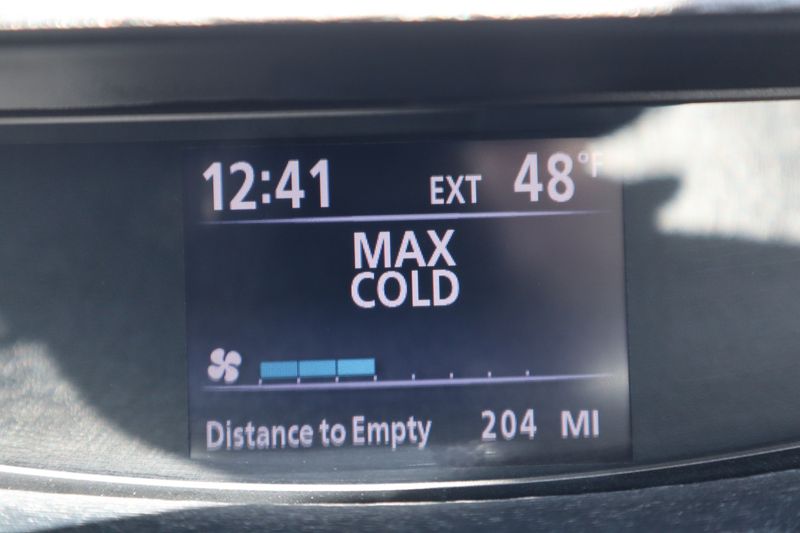 12:41 EXT 48°F
MAX
COLD
Distance to Empty 204 MI